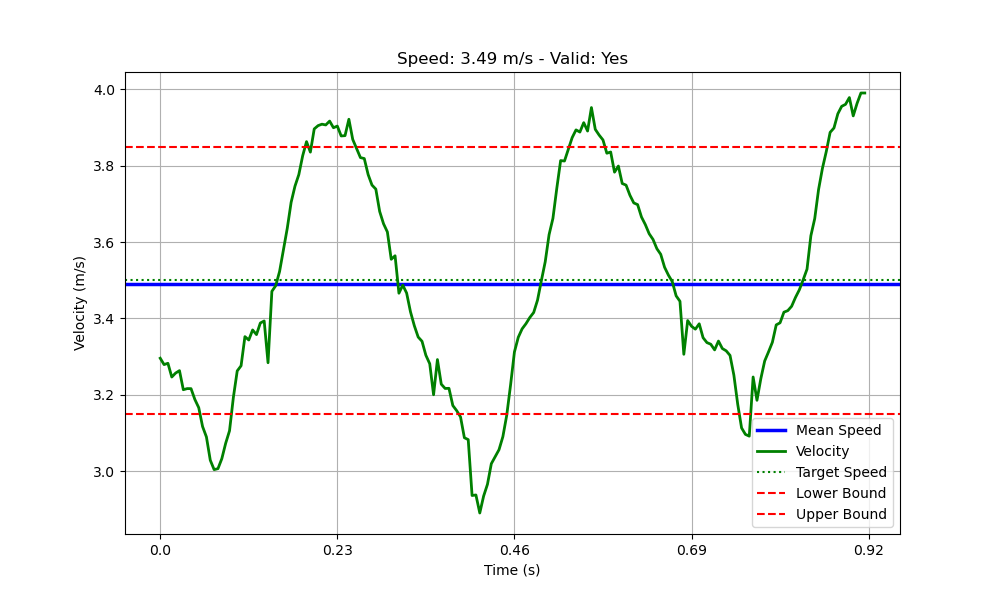 Speed: 3.49 m/s - Valid: Yes
Velocity (m/s)
4.0
3.8
3.6
3.4
3.2
3.0
0.0 0.23 0.46 0.69 0.92
Time (s)
Mean Speed
Velocity
Target Speed
Lower Bound
Upper Bound